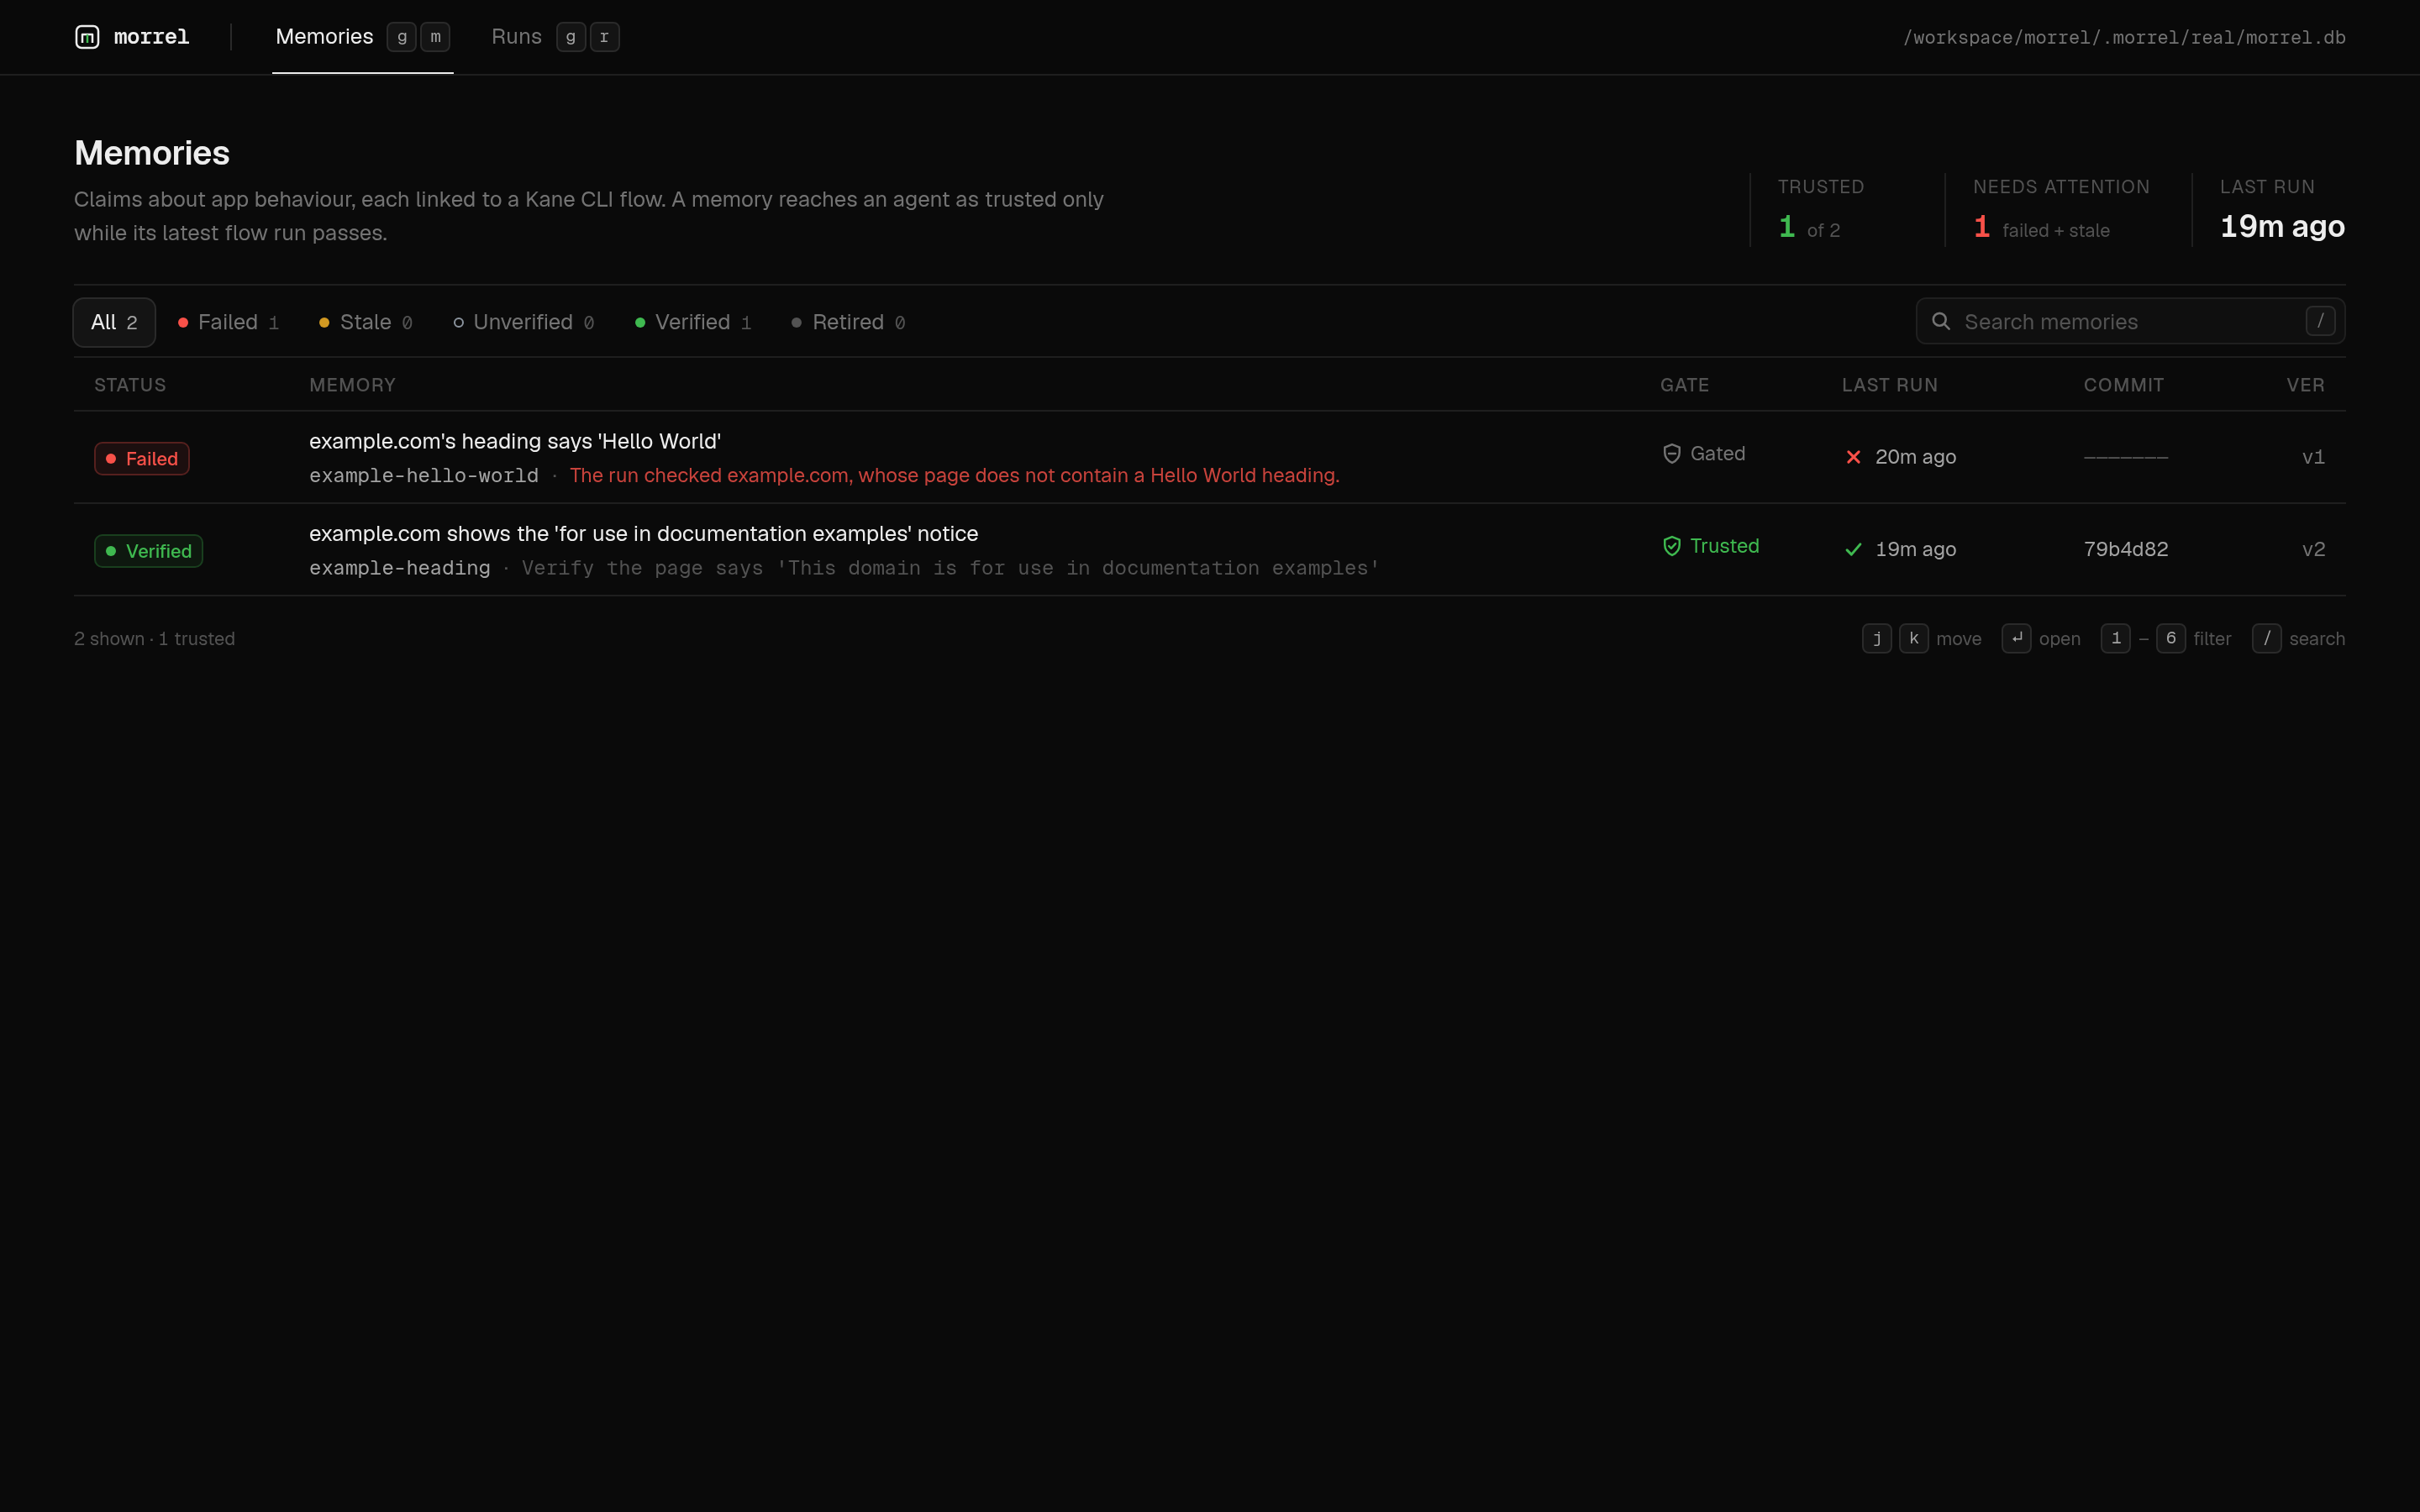 morrel Memories g m Runs g r /workspace/morrel/.morrel/real/morrel.db
Memories
Claims about app behaviour, each linked to a Kane CLI flow. A memory reaches an agent as trusted only
while its latest flow run passes.
TRUSTED
1 of 2
NEEDS ATTENTION
1 failed + stale
LAST RUN
19m ago
All 2 Failed 1 Stale 0 Unverified 0 Verified 1 Retired 0 Search memories /
STATUS MEMORY GATE LAST RUN COMMIT VER
Failed
example.com's heading says 'Hello World'
example-hello-world · The run checked example.com, whose page does not contain a Hello World heading.
Gated 20m ago ——————— v1
Verified
example.com shows the 'for use in documentation examples' notice
example-heading · Verify the page says 'This domain is for use in documentation examples'
Trusted 19m ago 79b4d82 v2
2 shown · 1 trusted j k move ↵ open 1 – 6 filter / search